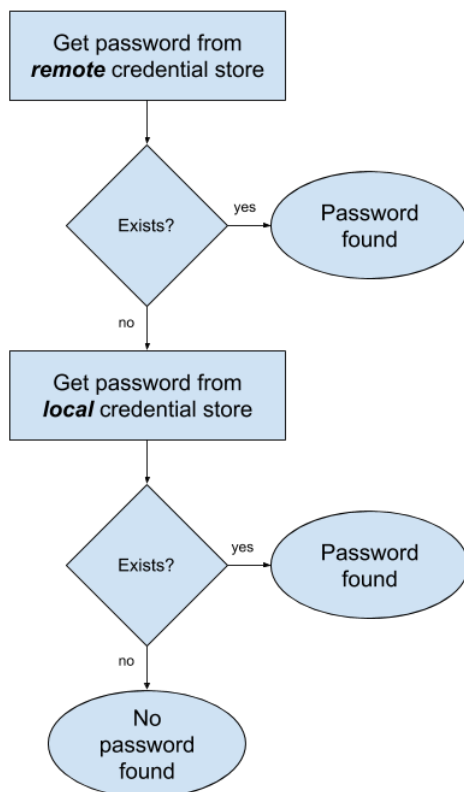 Get password from
remote credential store
Exists?
yes
Password
found
no
Get password from
local credential store
Exists?
yes
Password
found
no
No
password
found